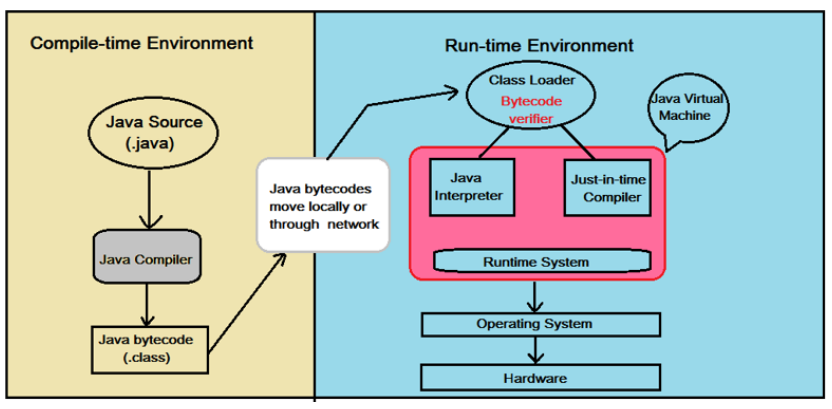 Compile-time Environment
Run-time Environment
Java Source
(.java)
Java Compiler
Java bytecode
(.class)
Java bytecodes
move locally or
through network
Class Loader
Bytecode
verifier
Java Virtual
Machine
Java
Interpreter
Just-in-time
Compiler
Runtime System
Operating System
Hardware